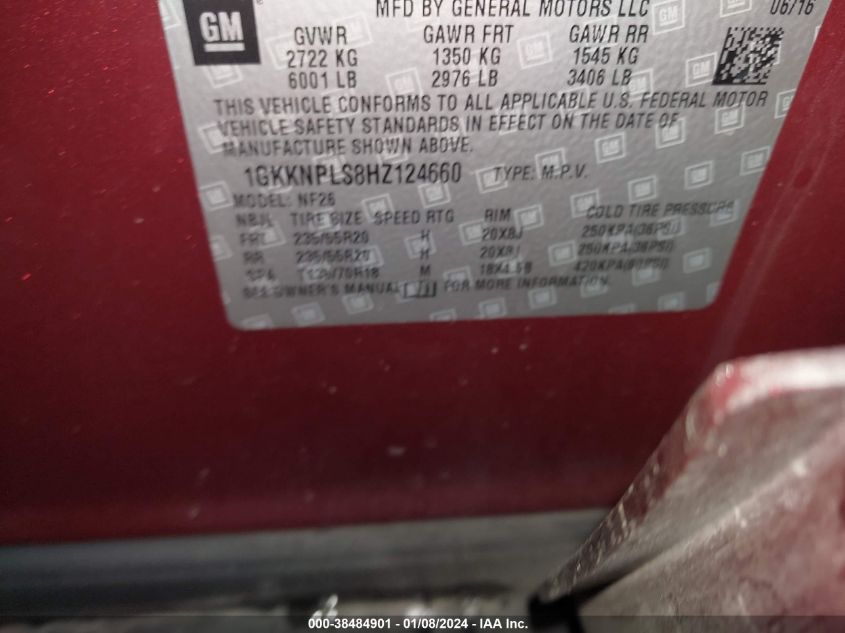 GM
MFD BY GENERAL MOTORS LLC 06/16
GVWR GAWR FRT GAWR RR
2722 KG 1350 KG 1545 KG
6001 LB 2976 LB 3406 LB
THIS VEHICLE CONFORMS TO ALL APPLICABLE U.S. FEDERAL MOTOR
VEHICLE SAFETY STANDARDS IN EFFECT ON THE DATE OF
MANUFACTURE SHOWN ABOVE.
1GKKNPLS8HZ124660 TYPE: M.P.V.
MODEL: NF26
TIRE SIZE SPEED RTG RIM COLD TIRE PRESSURE
FRT 235/55R20 H 20X8J 250KPA(36PSI)
RR 235/55R20 H 20X8J 250KPA(36PSI)
SPA T135/70R18 M 18X4.5B 420KPA(60PSI)
SEE OWNER'S MANUAL FOR MORE INFORMATION
000-38484901 - 01/08/2024 - IAA Inc.